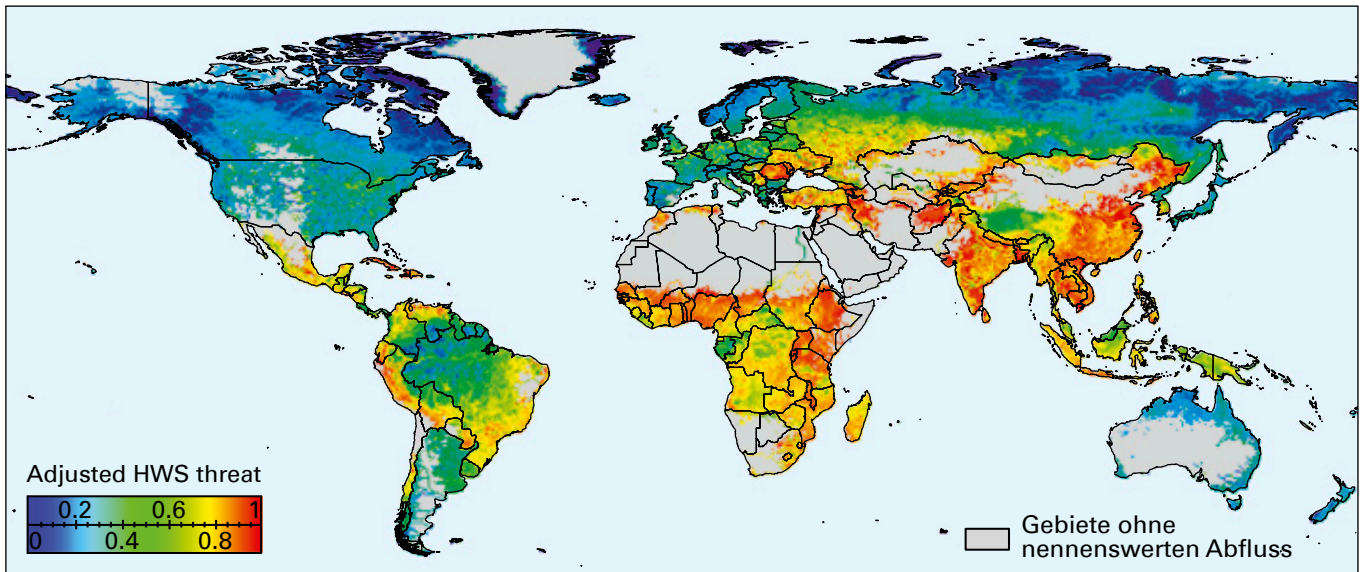 Adjusted HWS threat
0.2 0.6 1
0 0.4 0.8
Gebiete ohne
nennenswerten Abfluss